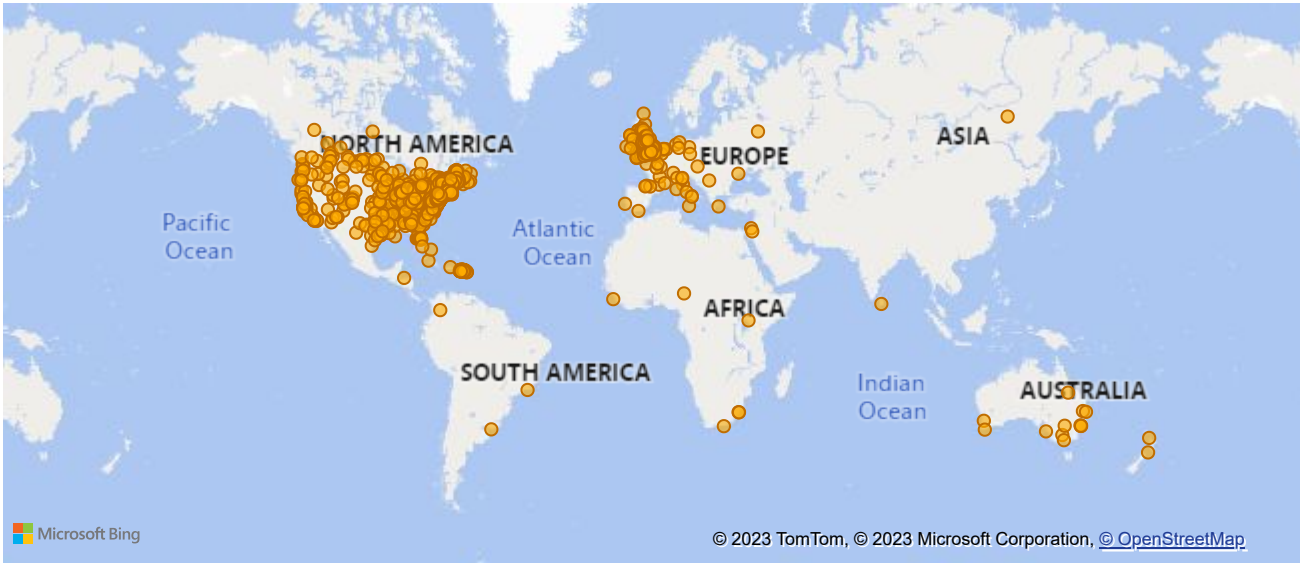 NORTH AMERICA
ASIA
EUROPE
Pacific
Ocean
Atlantic
Ocean
AFRICA
SOUTH AMERICA
Indian
Ocean
AUSTRALIA
Microsoft Bing
© 2023 TomTom, © 2023 Microsoft Corporation, © OpenStreetMap